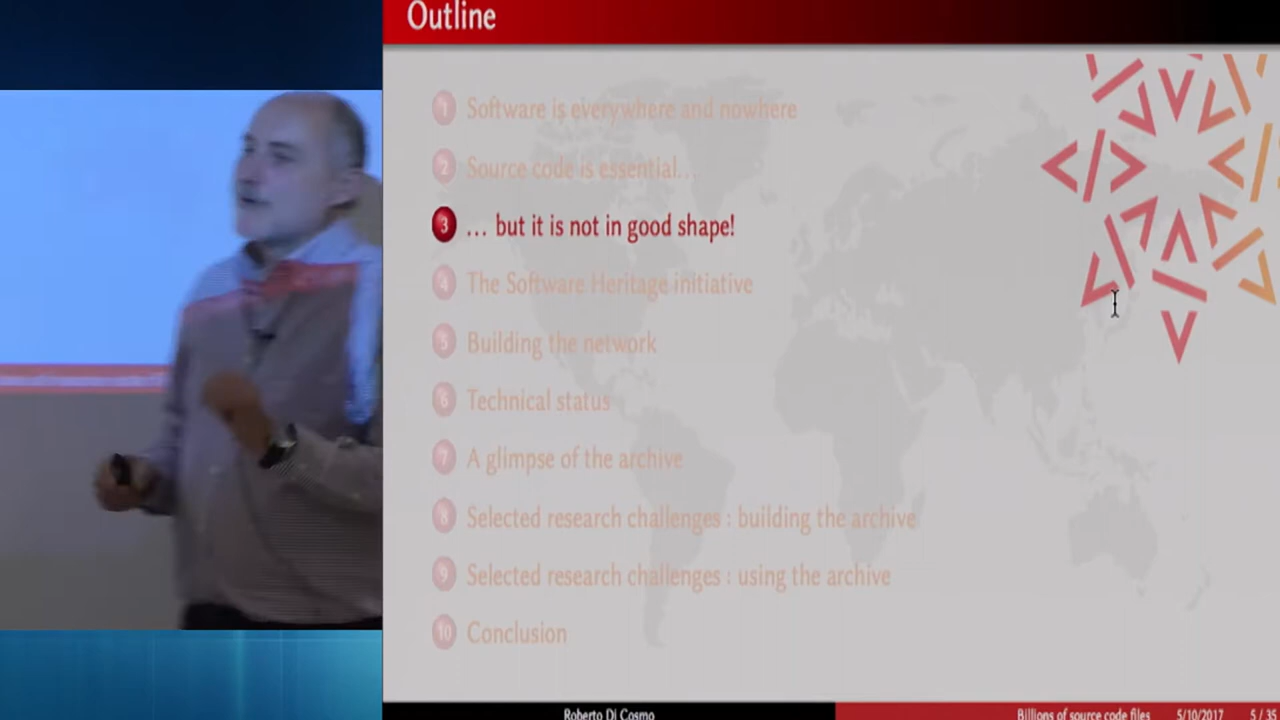 Outline
1 Software is everywhere and nowhere
2 Source code is essential…
3 … but it is not in good shape!
4 The Software Heritage initiative
5 Building the network
6 Technical status
7 A glimpse of the archive
8 Selected research challenges : building the archive
9 Selected research challenges : using the archive
10 Conclusion
Roberto Di Cosmo
Billions of source code files 5/10/2017 5 / 35